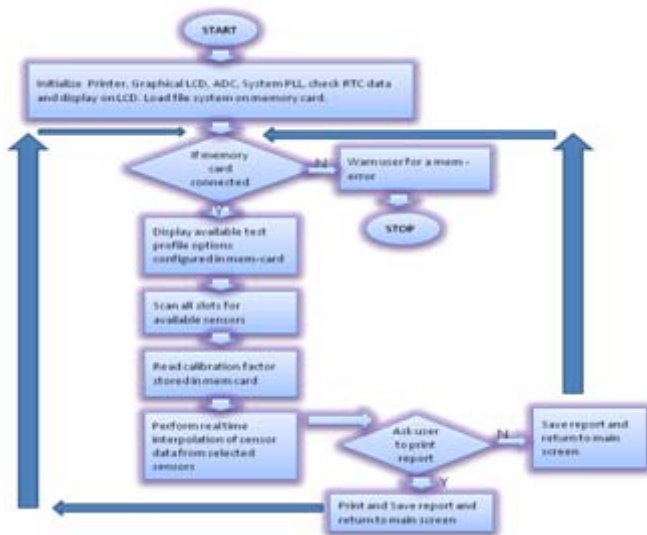 START
Initialize Printer, Graphical LCD, ADC, System PLL, check RTC data
and display on LCD. Load file system on memory card.
If memory
card
connected
N
Warn user for a mem -
error
STOP
Y
Display available test
profile options
configured in mem-card
Scan all slots for
available sensors
Read calibration factor
stored in mem card
Perform real time
interpolation of sensor
data from selected
sensors
Ask user
to print
report
N
Save report and
return to main
screen
Y
Print and Save report and
return to main screen